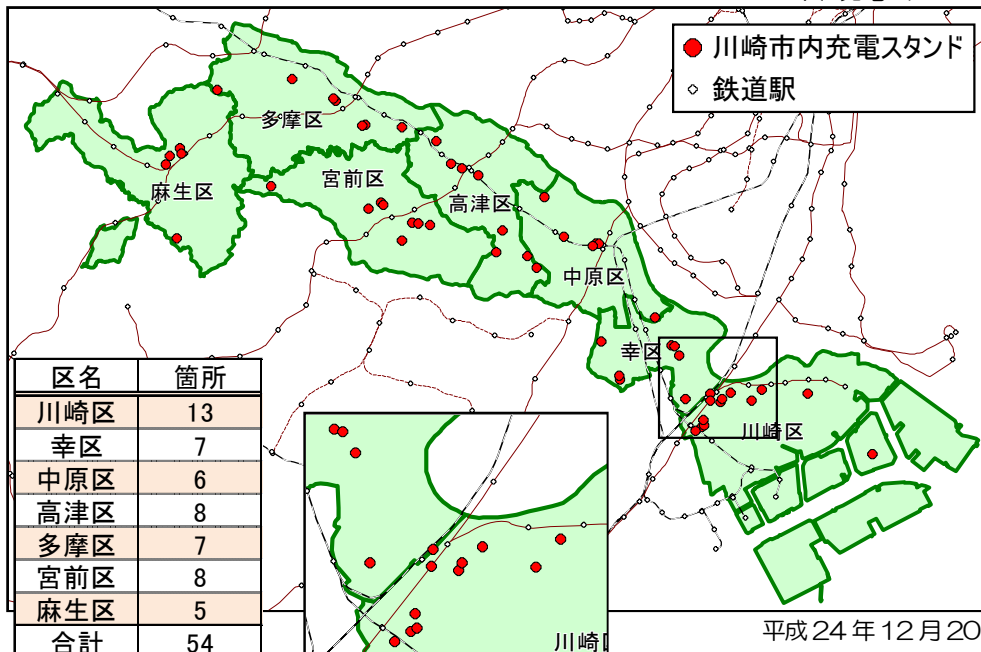 川崎市内充電スタンド
鉄道駅
多摩区
麻生区
宮前区
高津区
中原区
幸区
川崎区
区名 箇所
川崎区 13
幸区 7
中原区 6
高津区 8
多摩区 7
宮前区 8
麻生区 5
合計 54
川崎
平成24年12月20